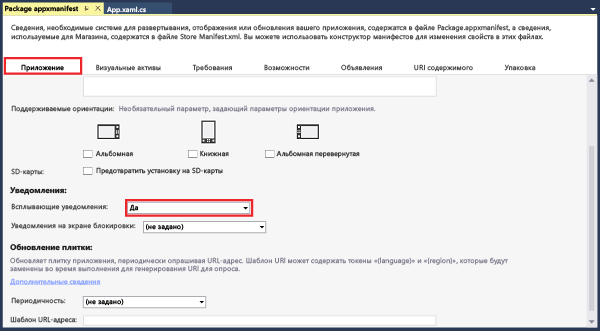 Package appxmanifest App.xaml.cs
Сведения, необходимые системе для развертывания, отображения или обновления вашего приложения, содержатся в файле Package.appxmanifest, а сведения,
используемые для Магазина, содержатся в файле Store Manifest.xml. Вы можете использовать конструктор манифестов для изменения свойств в этих файлах.
Приложение Визуальные активы Требования Возможности Объявления URI содержимого Упаковка
Поддерживаемые ориентации: Необязательный параметр, задающий параметры ориентации приложения.
Альбомная Книжная Альбомная перевернутая
SD-карты: Предотвратить установку на SD-карты
Уведомления:
Всплывающие уведомления: Да
Уведомления на экране блокировки: (не задано)
Обновление плитки:
Обновляет плитку приложения, периодически опрашивая URL-адрес. Шаблон URI может содержать токены «(language)» и «(region)», которые будут
заменены во время выполнения для генерирования URI для опроса.
Дополнительные сведения
Периодичность: (не задано)
Шаблон URL-адреса: